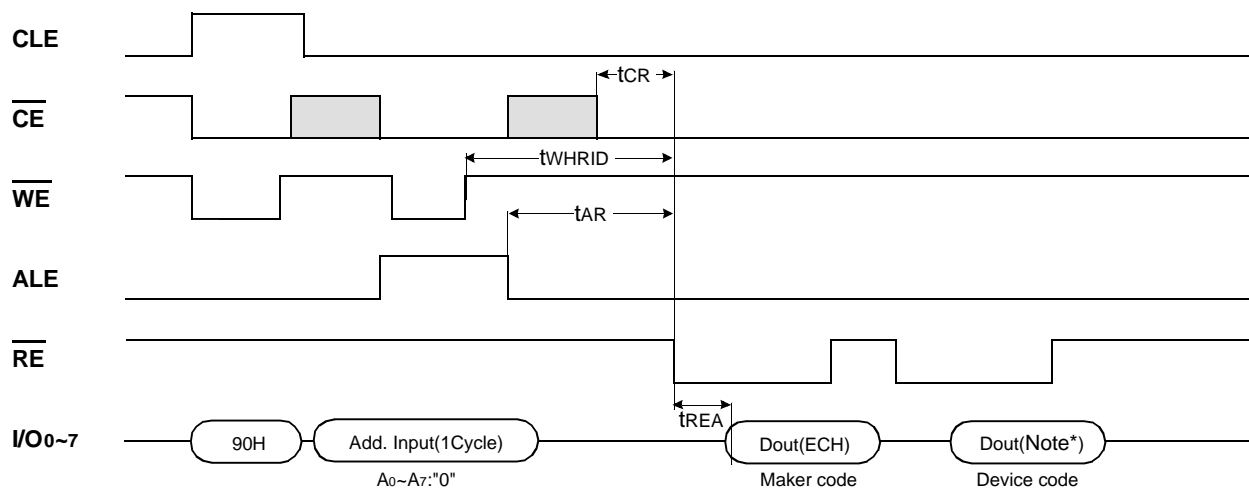 CLE
tCR
CE
tWHRID
WE
tAR
ALE
RE
tREA
I/O0~7
90H
Add. Input(1Cycle)
Dout(ECH)
Dout(Note*)
A0~A7:"0"
Maker code
Device code